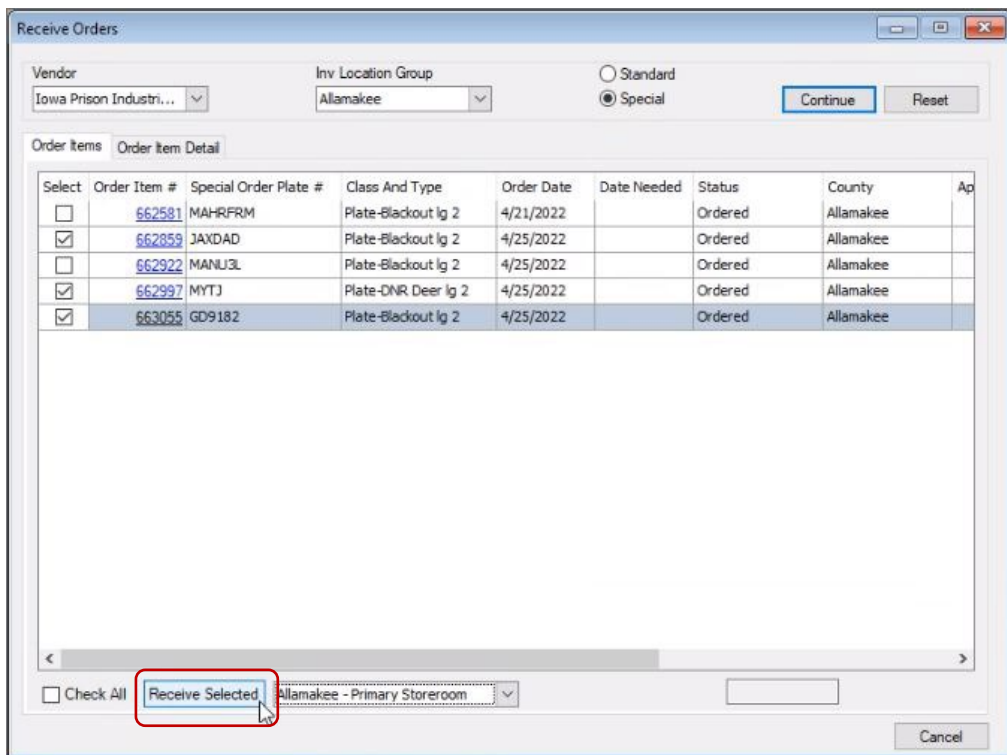 Receive Orders
Vendor Inv Location Group Standard
Iowa Prison Industri... Allamakee Special Continue Reset
Order Items Order Item Detail
Select Order Item # Special Order Plate # Class And Type Order Date Date Needed Status County Ap
662581 MAHRFRM Plate-Blackout lg 2 4/21/2022 Ordered Allamakee
662859 JAXDAD Plate-Blackout lg 2 4/25/2022 Ordered Allamakee
662922 MANU3L Plate-Blackout lg 2 4/25/2022 Ordered Allamakee
662997 MYTJ Plate-DNR Deer lg 2 4/25/2022 Ordered Allamakee
663055 GD9182 Plate-Blackout lg 2 4/25/2022 Ordered Allamakee
Check All Receive Selected Allamakee - Primary Storeroom
Cancel